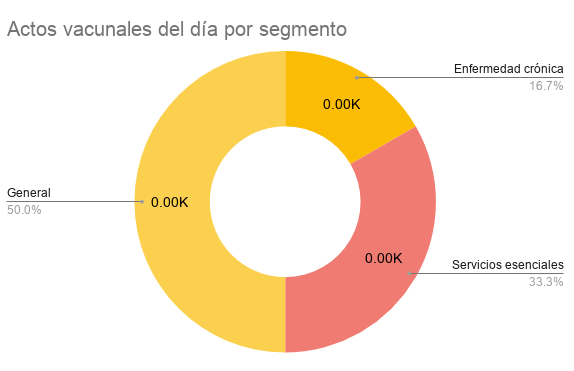 Actos vacunales del día por segmento
Enfermedad crónica
16.7%
0.00K
General
50.0%
0.00K
0.00K
Servicios esenciales
33.3%